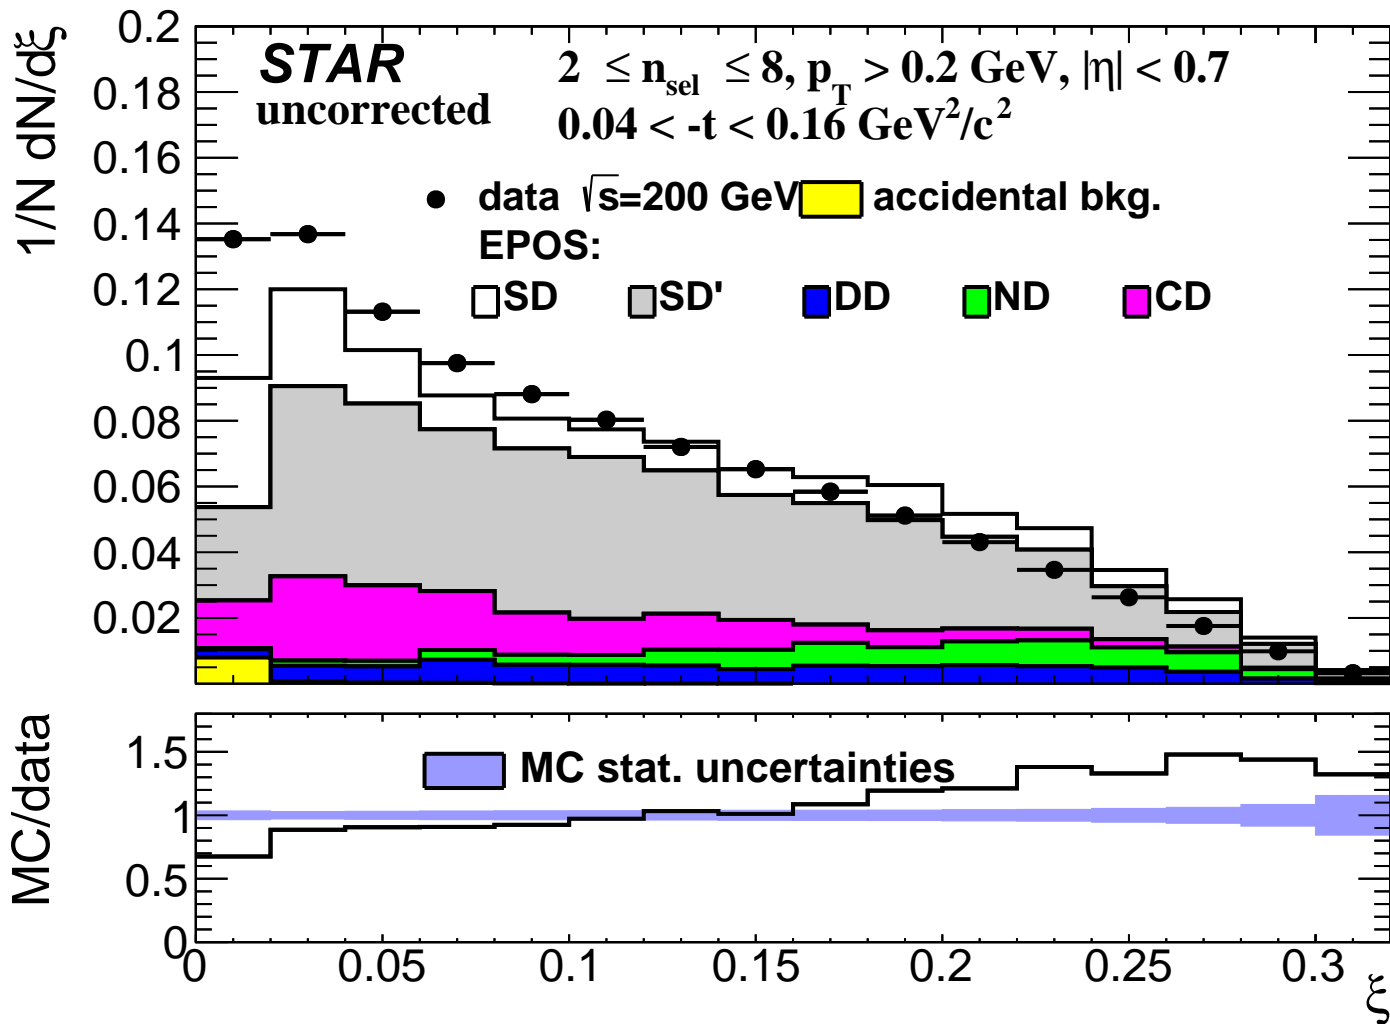 STAR
uncorrected
2 ≤ n_sel ≤ 8, p_T > 0.2 GeV, |η| < 0.7
0.04 < -t < 0.16 GeV²/c²
data √s=200 GeV accidental bkg.
EPOS:
SD SD' DD ND CD
1/N dN/dξ
0.2
0.18
0.16
0.14
0.12
0.1
0.08
0.06
0.04
0.02
MC stat. uncertainties
MC/data
1.5
1
0.5
0
0 0.05 0.1 0.15 0.2 0.25 0.3
ξ